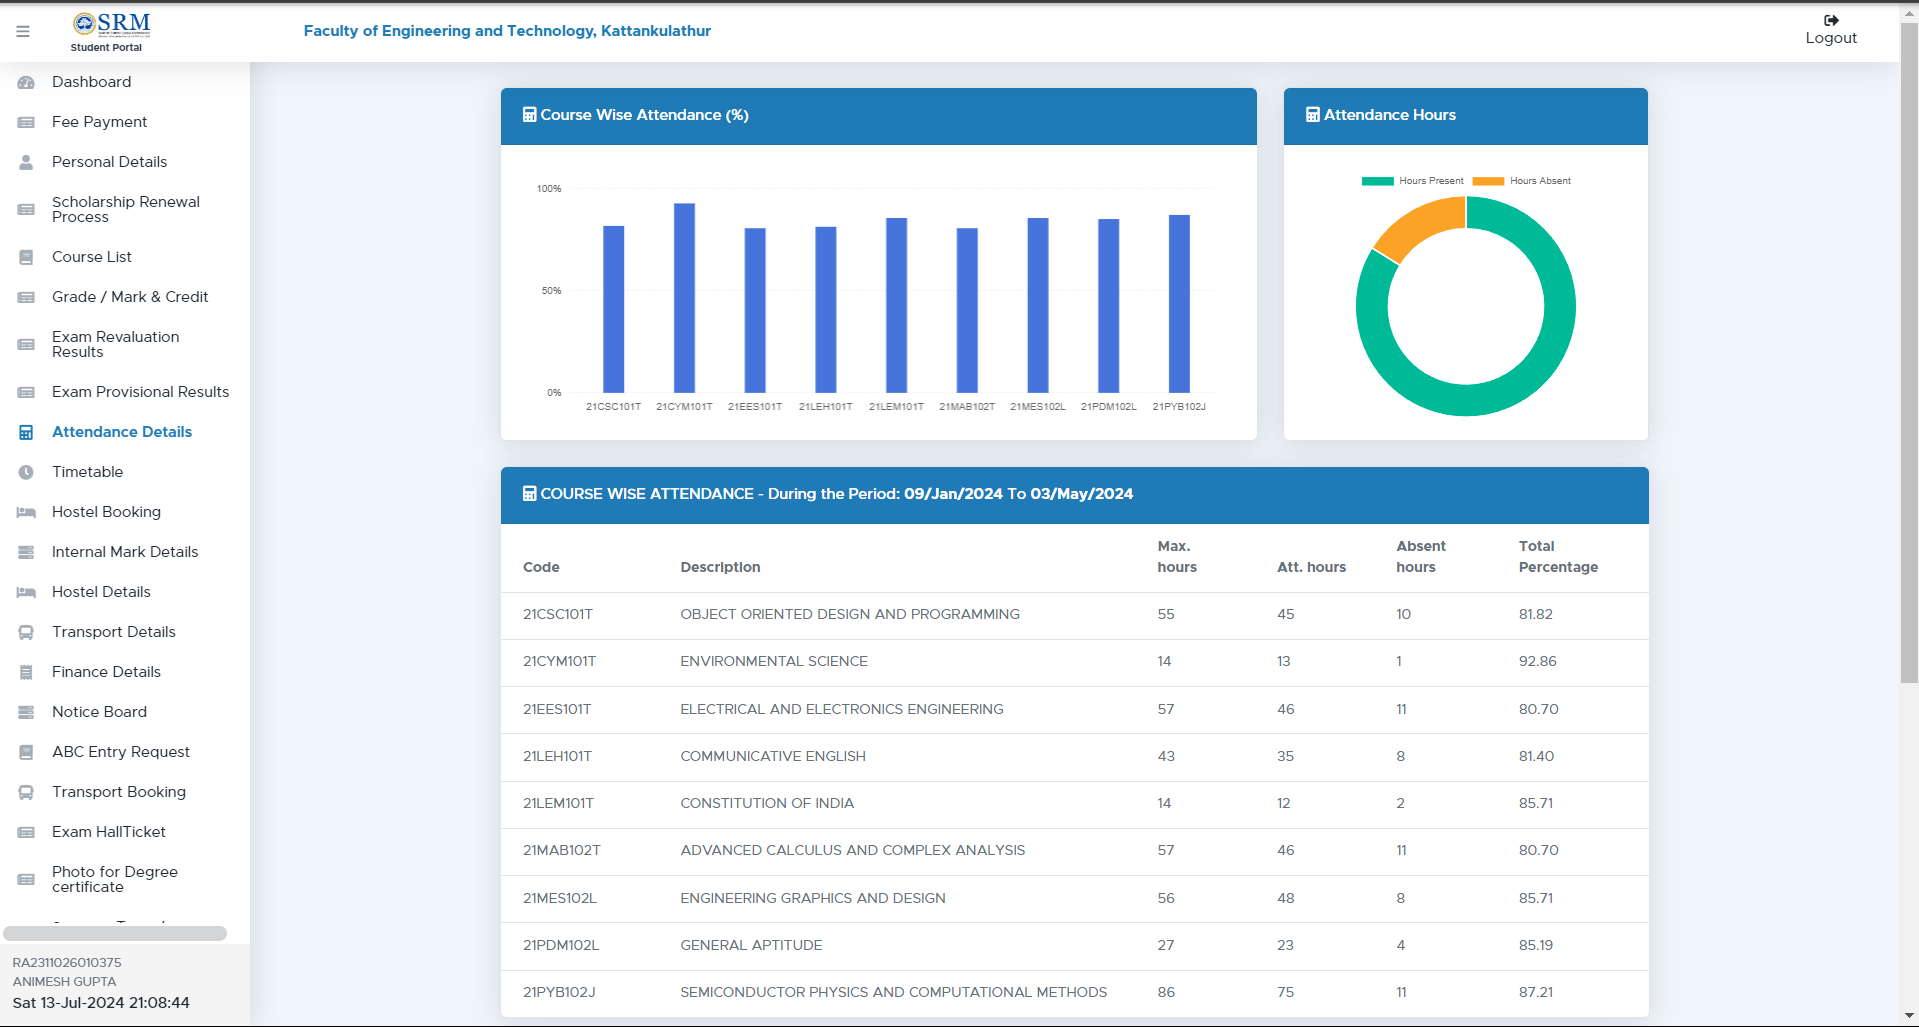 SRM
Student Portal
Faculty of Engineering and Technology, Kattankulathur
Logout
Dashboard
Fee Payment
Personal Details
Scholarship Renewal
Process
Course List
Grade / Mark & Credit
Exam Revaluation
Results
Exam Provisional Results
Attendance Details
Timetable
Hostel Booking
Internal Mark Details
Hostel Details
Transport Details
Finance Details
Notice Board
ABC Entry Request
Transport Booking
Exam HallTicket
Photo for Degree
certificate
RA2311026010375
ANIMESH GUPTA
Sat 13-Jul-2024 21:08:44
Course Wise Attendance (%)
100%
50%
0%
21CSC101T 21CYM101T 21EES101T 21LEH101T 21LEM101T 21MAB102T 21MES102L 21PDM102L 21PYB102J
Attendance Hours
Hours Present Hours Absent
COURSE WISE ATTENDANCE - During the Period: 09/Jan/2024 To 03/May/2024
Code Description Max. hours Att. hours Absent hours Total Percentage
21CSC101T OBJECT ORIENTED DESIGN AND PROGRAMMING 55 45 10 81.82
21CYM101T ENVIRONMENTAL SCIENCE 14 13 1 92.86
21EES101T ELECTRICAL AND ELECTRONICS ENGINEERING 57 46 11 80.70
21LEH101T COMMUNICATIVE ENGLISH 43 35 8 81.40
21LEM101T CONSTITUTION OF INDIA 14 12 2 85.71
21MAB102T ADVANCED CALCULUS AND COMPLEX ANALYSIS 57 46 11 80.70
21MES102L ENGINEERING GRAPHICS AND DESIGN 56 48 8 85.71
21PDM102L GENERAL APTITUDE 27 23 4 85.19
21PYB102J SEMICONDUCTOR PHYSICS AND COMPUTATIONAL METHODS 86 75 11 87.21